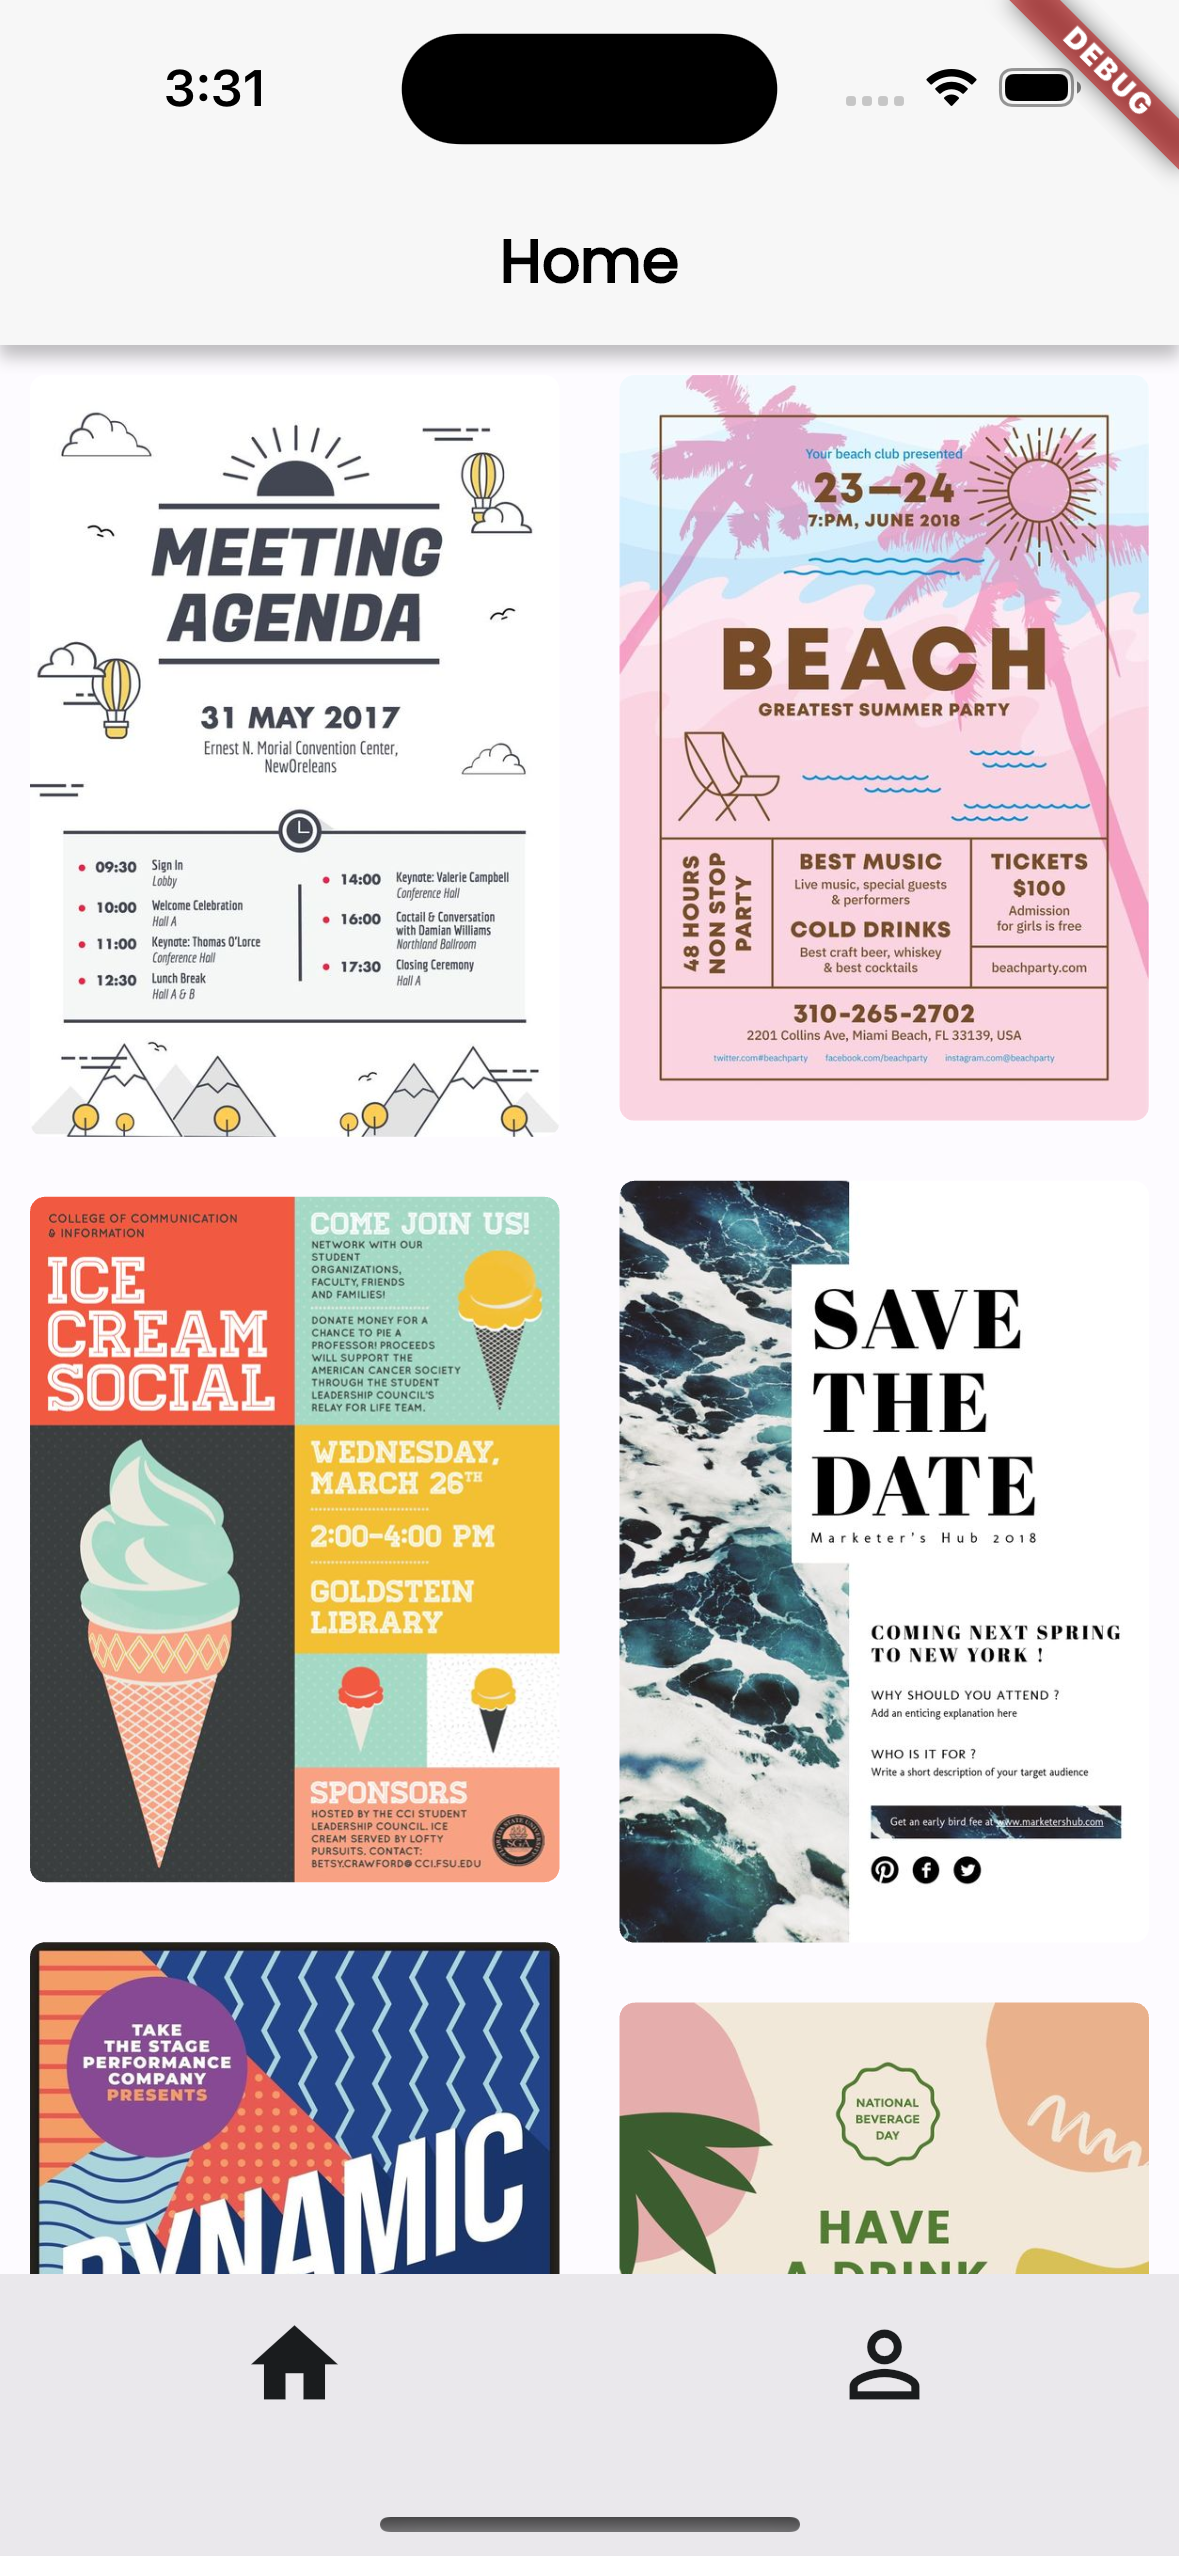 3:31
DEBUG
Home
MEETING
AGENDA
31 MAY 2017
Ernest N. Morial Convention Center,
NewOreleans
09:30 Sign In
Lobby
10:00 Welcome Celebration
Hall A
11:00 Keynote: Thomas O'Lorce
Conference Hall
12:30 Lunch Break
Hall A & B
14:00 Keynote: Valerie Campbell
Conference Hall
16:00 Coctail & Conversation
with Damian Williams
Northland Ballroom
17:30 Closing Ceremony
Hall A
Your beach club presented
23—24
7:PM, JUNE 2018
BEACH
GREATEST SUMMER PARTY
48 HOURS
NON STOP
PARTY
BEST MUSIC
Live music, special guests
& performers
COLD DRINKS
Best craft beer, whiskey
& best cocktails
TICKETS
$100
Admission
for girls is free
beachparty.com
310-265-2702
2201 Collins Ave, Miami Beach, FL 33139, USA
twitter.com#beachparty facebook.com/beachparty instagram.com@beachparty
COLLEGE OF COMMUNICATION
& INFORMATION
ICE
CREAM
SOCIAL
COME JOIN US!
NETWORK WITH OUR
STUDENT
ORGANIZATIONS,
FACULTY, FRIENDS
AND FAMILIES!
DONATE MONEY FOR A
CHANCE TO PIE A
PROFESSOR! PROCEEDS
WILL SUPPORT THE
AMERICAN CANCER SOCIETY
THROUGH THE STUDENT
LEADERSHIP COUNCIL'S
RELAY FOR LIFE TEAM.
WEDNESDAY,
MARCH 26TH
2:00-4:00 PM
GOLDSTEIN
LIBRARY
SPONSORS
HOSTED BY THE CCI STUDENT
LEADERSHIP COUNCIL. ICE
CREAM SERVED BY LOFTY
PURSUITS. CONTACT:
BETSY.CRAWFORD@CCI.FSU.EDU
SGA
SAVE
THE
DATE
Marketer's Hub 2018
COMING NEXT SPRING
TO NEW YORK !
WHY SHOULD YOU ATTEND ?
Add an enticing explanation here
WHO IS IT FOR ?
Write a short description of your target audience
Get an early bird fee at www.marketershub.com
TAKE
THE STAGE
PERFORMANCE
COMPANY
PRESENTS
DYNAMIC
NATIONAL
BEVERAGE
DAY
HAVE
A DRINK